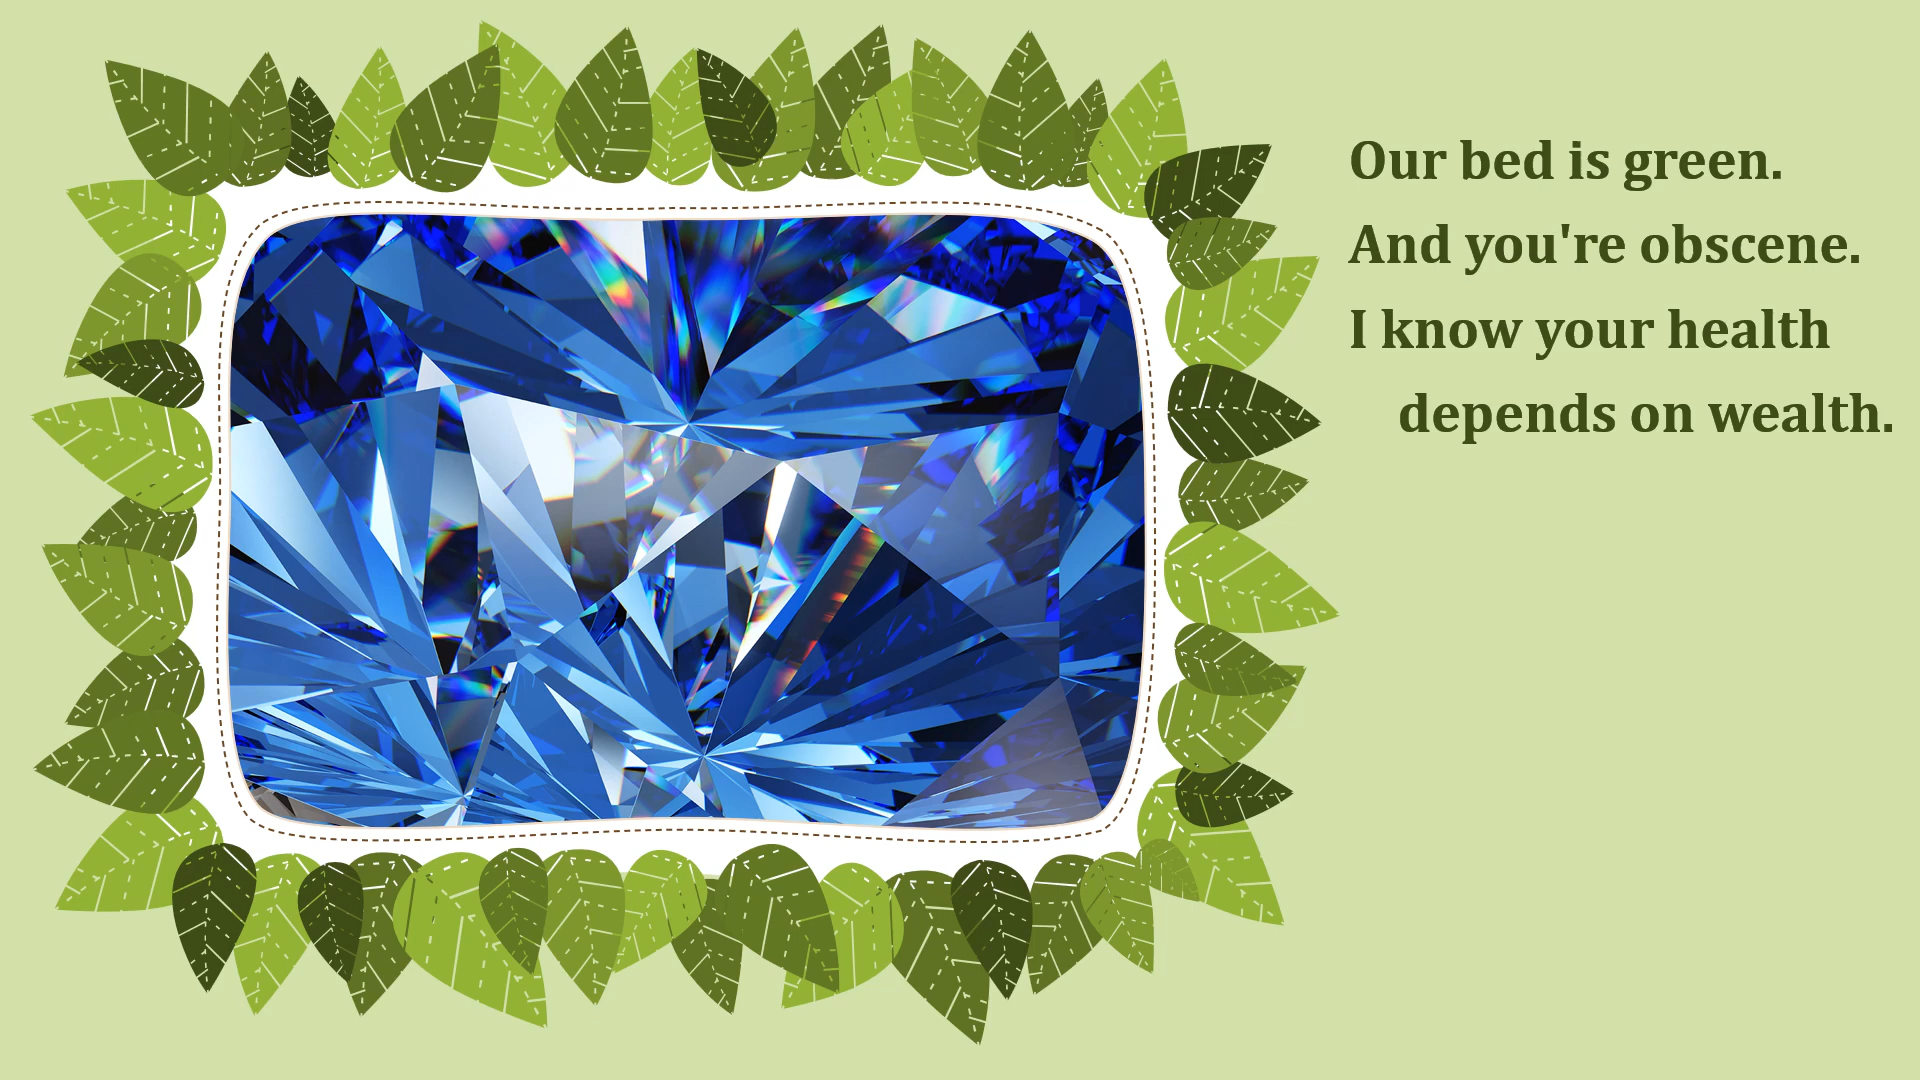 Our bed is green.
And you're obscene.
I know your health
depends on wealth.